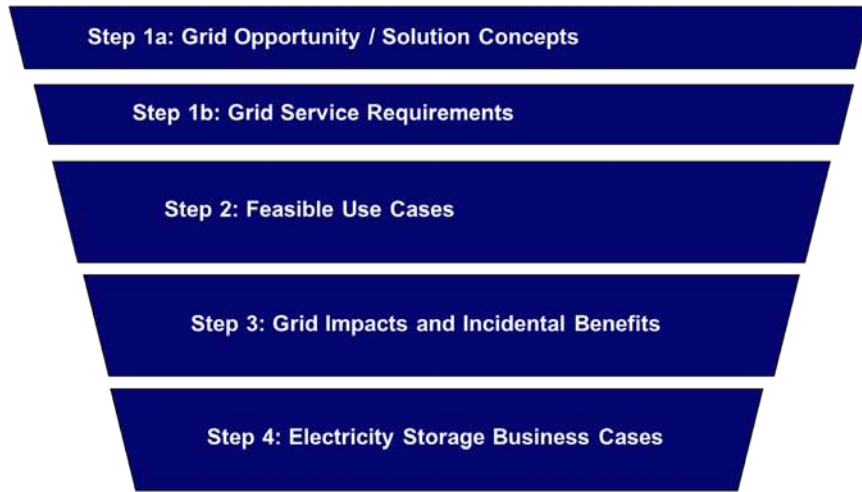 Step 1a: Grid Opportunity / Solution Concepts
Step 1b: Grid Service Requirements
Step 2: Feasible Use Cases
Step 3: Grid Impacts and Incidental Benefits
Step 4: Electricity Storage Business Cases